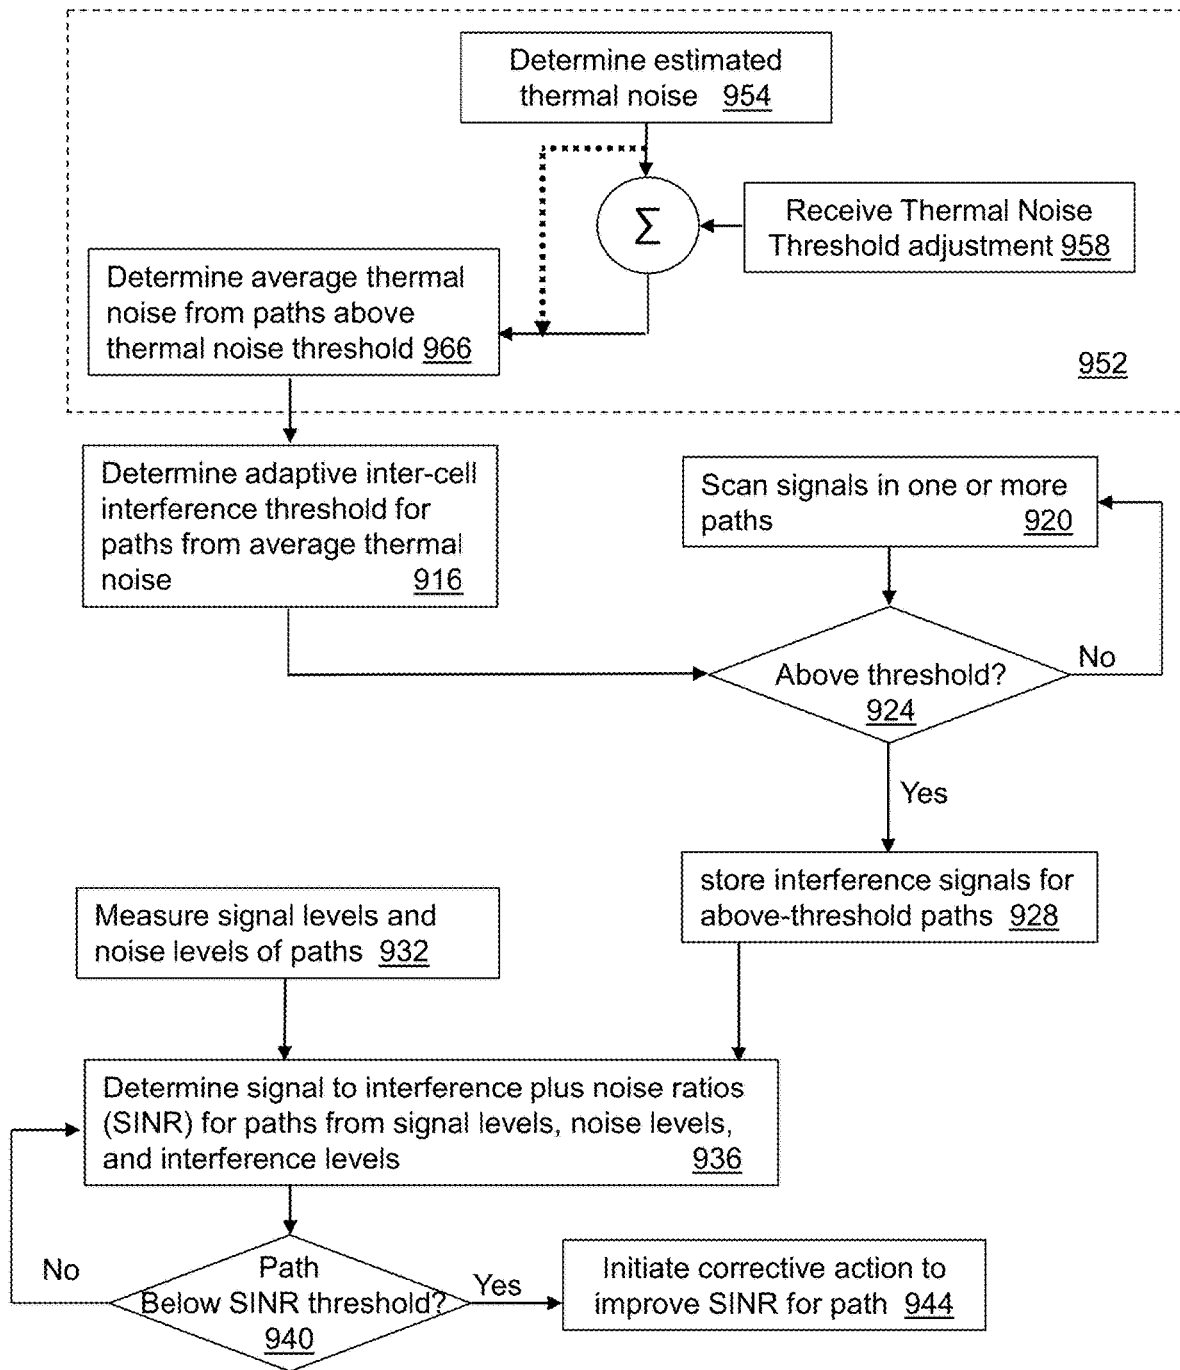 Determine estimated
thermal noise 954
Σ
Receive Thermal Noise
Threshold adjustment 958
Determine average thermal
noise from paths above
thermal noise threshold 966
952
Determine adaptive inter-cell
interference threshold for
paths from average thermal
noise 916
Scan signals in one or more
paths 920
Above threshold?
924
No
Yes
store interference signals for
above-threshold paths 928
Measure signal levels and
noise levels of paths 932
Determine signal to interference plus noise ratios
(SINR) for paths from signal levels, noise levels,
and interference levels 936
No
Path
Below SINR threshold?
940
Yes
Initiate corrective action to
improve SINR for path 944